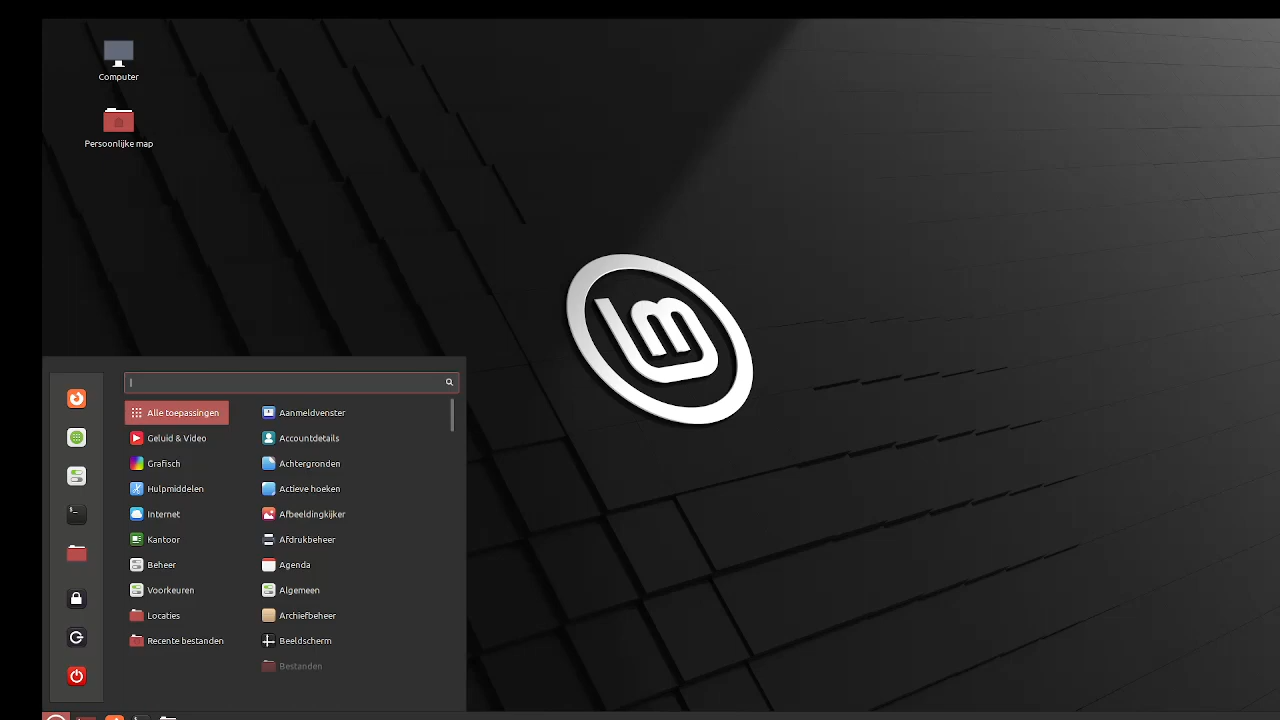 Computer
Persoonlijke map
lm
Alle toepassingen
Geluid & Video
Grafisch
Hulpmiddelen
Internet
Kantoor
Beheer
Voorkeuren
Locaties
Recente bestanden
Aanmeldvenster
Accountdetails
Achtergronden
Actieve hoeken
Afbeeldingkijker
Afdrukbeheer
Agenda
Algemeen
Archiefbeheer
Beeldscherm
Bestanden